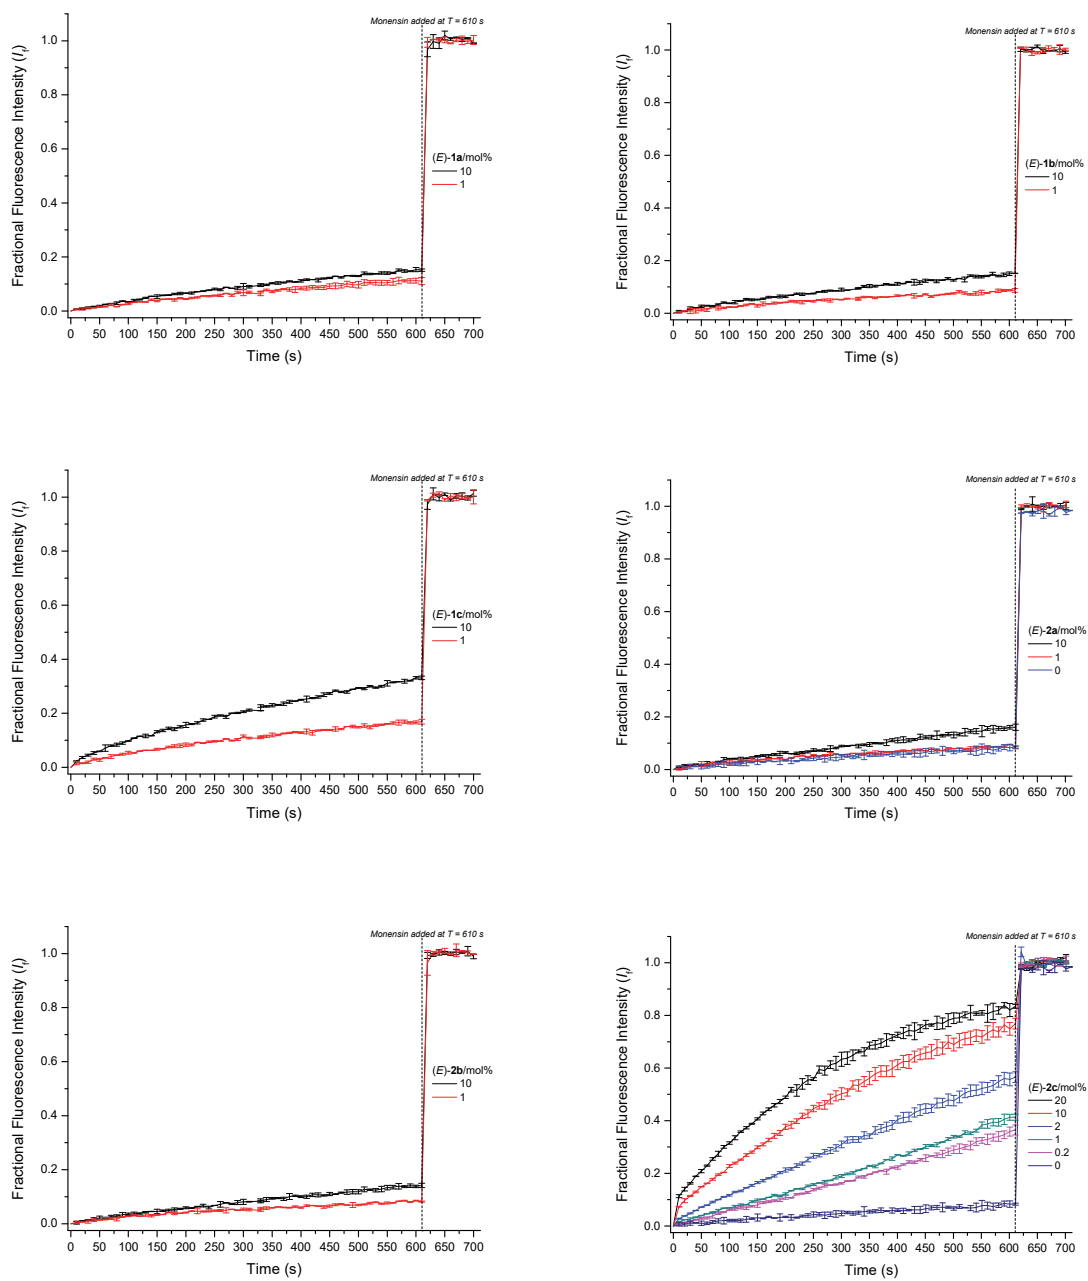 Monensin added at T = 610 s
Fractional Fluorescence Intensity (If)
1.0
0.8
0.6
0.4
0.2
0.0
(E)-1a/mol%
10
1
0 50 100 150 200 250 300 350 400 450 500 550 600 650 700
Time (s)
Monensin added at T = 610 s
Fractional Fluorescence Intensity (If)
1.0
0.8
0.6
0.4
0.2
0.0
(E)-1b/mol%
10
1
0 50 100 150 200 250 300 350 400 450 500 550 600 650 700
Time (s)
Monensin added at T = 610 s
Fractional Fluorescence Intensity (If)
1.0
0.8
0.6
0.4
0.2
0.0
(E)-1c/mol%
10
1
0 50 100 150 200 250 300 350 400 450 500 550 600 650 700
Time (s)
Monensin added at T = 610 s
Fractional Fluorescence Intensity (If)
1.0
0.8
0.6
0.4
0.2
0.0
(E)-2a/mol%
10
1
0
0 50 100 150 200 250 300 350 400 450 500 550 600 650 700
Time (s)
Monensin added at T = 610 s
Fractional Fluorescence Intensity (If)
1.0
0.8
0.6
0.4
0.2
0.0
(E)-2b/mol%
10
1
0 50 100 150 200 250 300 350 400 450 500 550 600 650 700
Time (s)
Monensin added at T = 610 s
Fractional Fluorescence Intensity (If)
1.0
0.8
0.6
0.4
0.2
0.0
(E)-2c/mol%
20
10
2
1
0.2
0
0 50 100 150 200 250 300 350 400 450 500 550 600 650 700
Time (s)